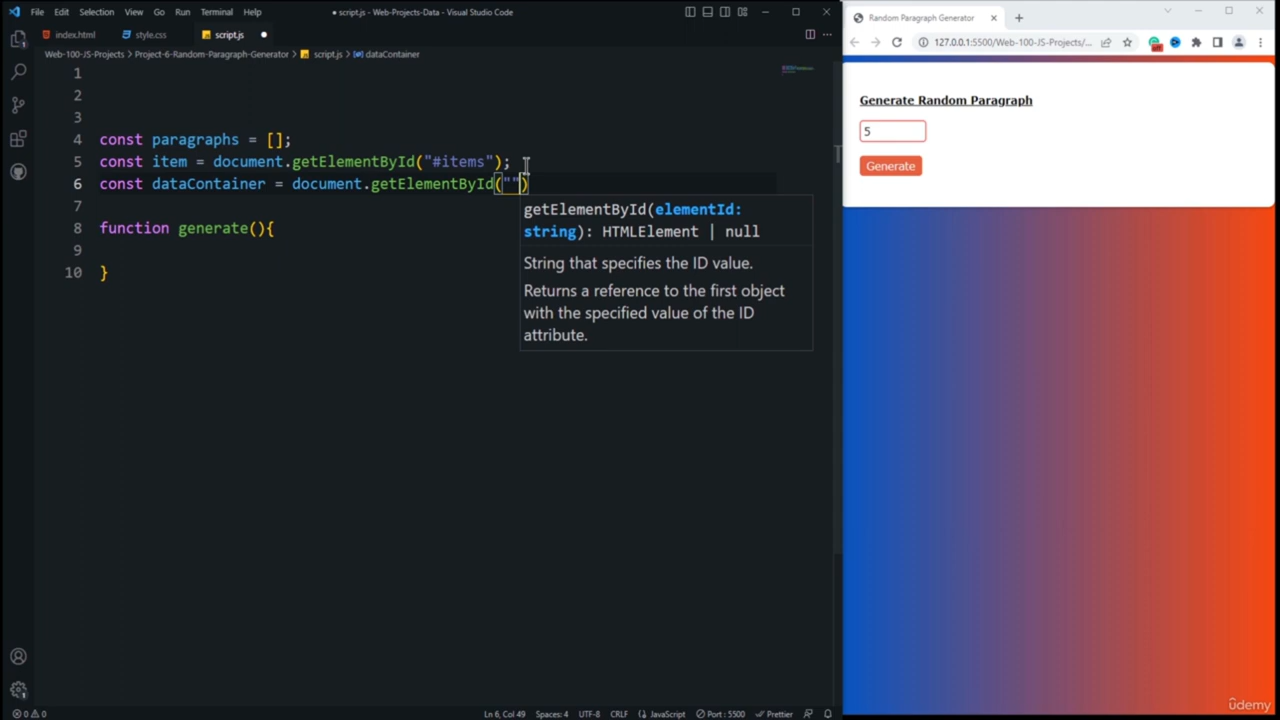 File Edit Selection View Go Run Terminal Help
● script.js - Web-Projects-Data - Visual Studio Code
index.html style.css script.js
Web-100-JS-Projects > Project-6-Random-Paragraph-Generator > script.js > dataContainer
1
2
3
4 const paragraphs = [];
5 const item = document.getElementById("#items");
6 const dataContainer = document.getElementById("")
7
8 function generate(){
9
10 }
getElementById(elementId:
string): HTMLElement | null
String that specifies the ID value.
Returns a reference to the first object
with the specified value of the ID
attribute.
0 0 Ln 6, Col 49 Spaces: 4 UTF-8 CRLF JavaScript Port : 5500 Prettier
Random Paragraph Generator
127.0.0.1:5500/Web-100-JS-Projects/...
off
Generate Random Paragraph
5
Generate
ûdemy